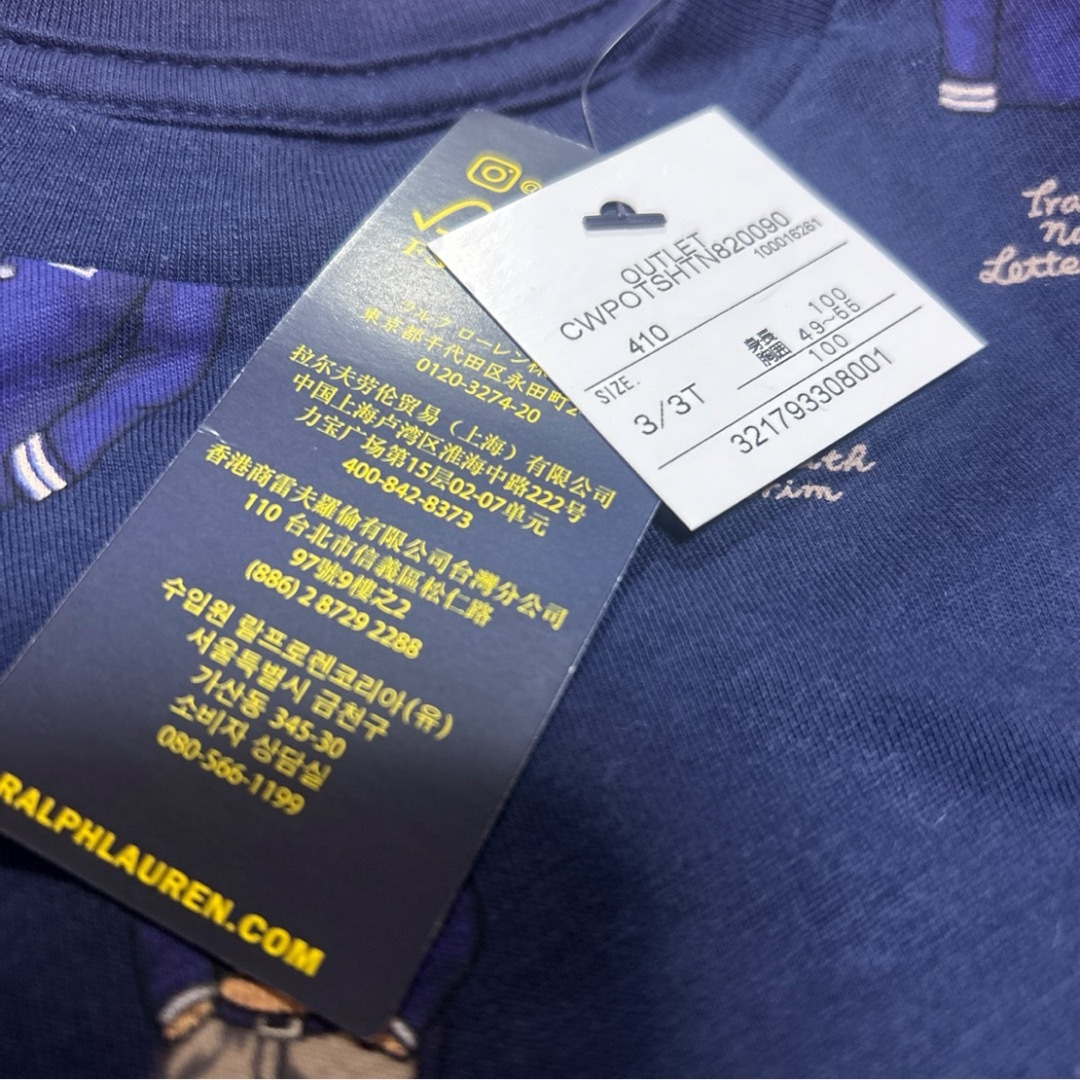 @
FSC
ラルフ ローレン株
東京都千代田区永田町2
0120-3274-20
拉尔夫劳伦贸易（上海）有限公司
中国上海卢湾区淮海中路222号
力宝广场第15层02-07单元
400-842-8373
香港商雷夫羅倫有限公司台灣分公司
110 台北市信義區松仁路
97號9樓之2
(886) 2 8729 2288
수입원 랄프로렌코리아(유)
서울특별시 금천구
가산동 345-30
소비자 상담실
080-566-1199
RALPHLAUREN.COM
OUTLET
CWPOTSHTN820090
100016261
410
SIZE.
3/3T
身長 100
胸囲 49~55
100
321793308001